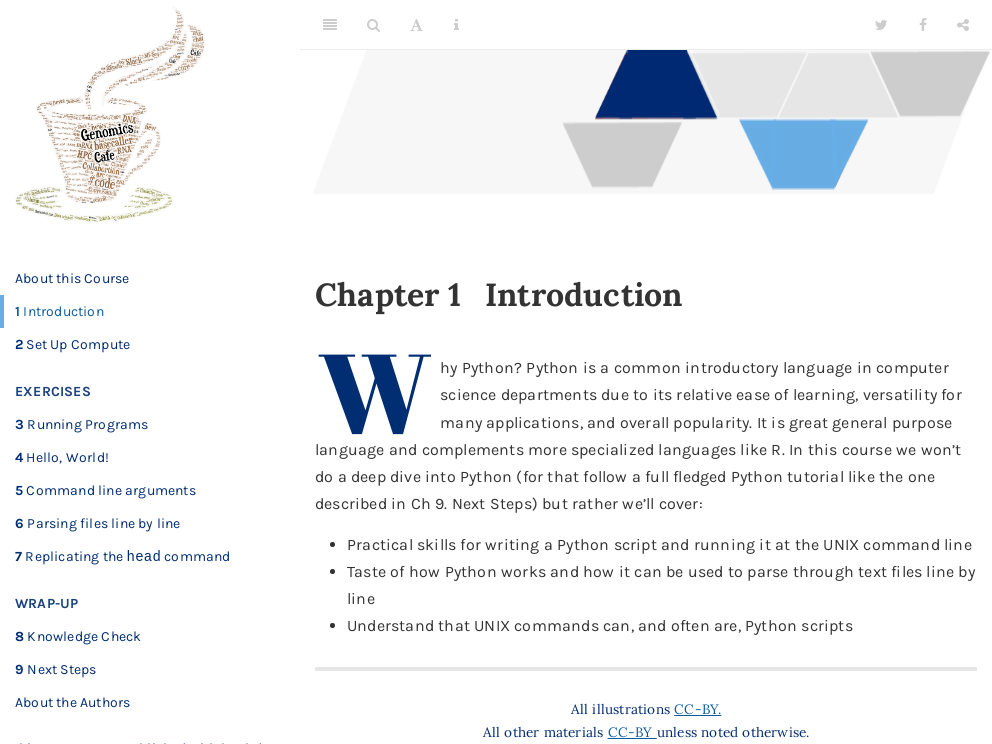 Genomics
Cafe
code
About this Course
1 Introduction
2 Set Up Compute
EXERCISES
3 Running Programs
4 Hello, World!
5 Command line arguments
6 Parsing files line by line
7 Replicating the head command
WRAP-UP
8 Knowledge Check
9 Next Steps
About the Authors
Chapter 1 Introduction
Why Python? Python is a common introductory language in computer
science departments due to its relative ease of learning, versatility for
many applications, and overall popularity. It is great general purpose
language and complements more specialized languages like R. In this course we won’t
do a deep dive into Python (for that follow a full fledged Python tutorial like the one
described in Ch 9. Next Steps) but rather we’ll cover:
• Practical skills for writing a Python script and running it at the UNIX command line
• Taste of how Python works and how it can be used to parse through text files line by
line
• Understand that UNIX commands can, and often are, Python scripts
All illustrations CC-BY.
All other materials CC-BY unless noted otherwise.